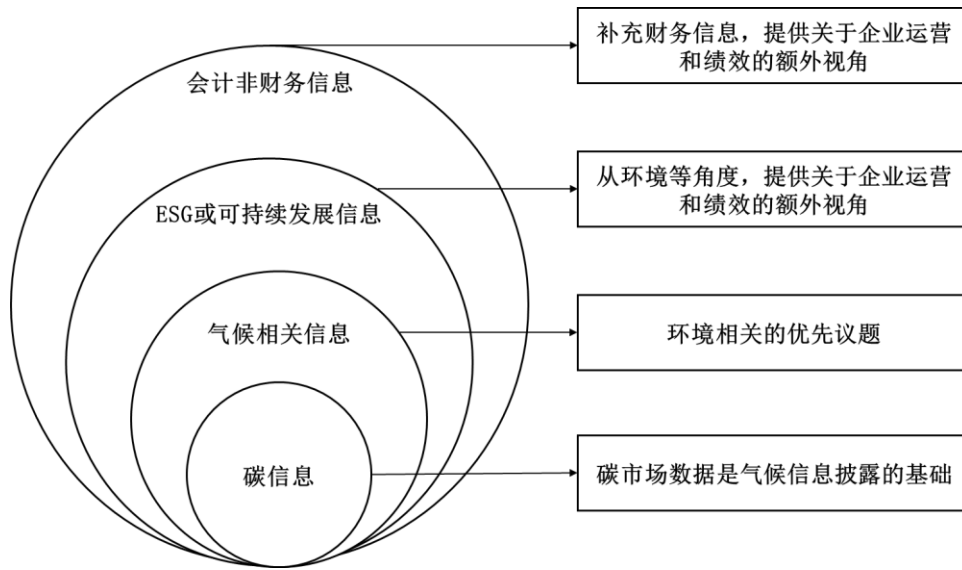 会计非财务信息
补充财务信息，提供关于企业运营
和绩效的额外视角
ESG或可持续发展信息
从环境等角度，提供关于企业运营
和绩效的额外视角
气候相关信息
环境相关的优先议题
碳信息
碳市场数据是气候信息披露的基础